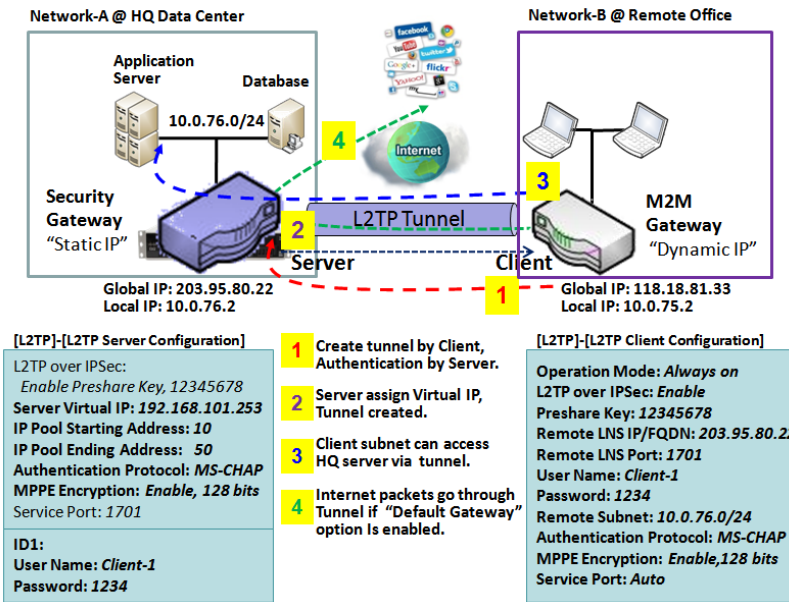 Network-A @ HQ Data Center
Network-B @ Remote Office
Application
Server
Database
10.0.76.0/24
facebook
YouTube
twitter
Google
flickr
Yahoo!
my
Internet
4
3
Security
Gateway
"Static IP"
2
L2TP Tunnel
M2M
Gateway
"Dynamic IP"
Server
Client
1
Global IP: 203.95.80.22
Local IP: 10.0.76.2
Global IP: 118.18.81.33
Local IP: 10.0.75.2
[L2TP]-[L2TP Server Configuration]
L2TP over IPSec:
Enable Preshare Key, 12345678
Server Virtual IP: 192.168.101.253
IP Pool Starting Address: 10
IP Pool Ending Address: 50
Authentication Protocol: MS-CHAP
MPPE Encryption: Enable, 128 bits
Service Port: 1701
ID1:
User Name: Client-1
Password: 1234
1 Create tunnel by Client,
Authentication by Server.
2 Server assign Virtual IP,
Tunnel created.
3 Client subnet can access
HQ server via tunnel.
4 Internet packets go through
Tunnel if "Default Gateway"
option Is enabled.
[L2TP]-[L2TP Client Configuration]
Operation Mode: Always on
L2TP over IPSec: Enable
Preshare Key: 12345678
Remote LNS IP/FQDN: 203.95.80.22
Remote LNS Port: 1701
User Name: Client-1
Password: 1234
Remote Subnet: 10.0.76.0/24
Authentication Protocol: MS-CHAP
MPPE Encryption: Enable,128 bits
Service Port: Auto